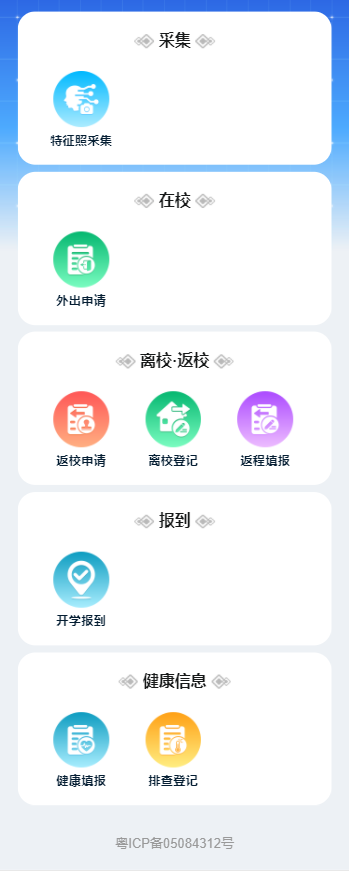 采集
特征照采集
在校
外出申请
离校·返校
返校申请 离校登记 返程填报
报到
开学报到
健康信息
健康填报 排查登记
粤ICP备05084312号